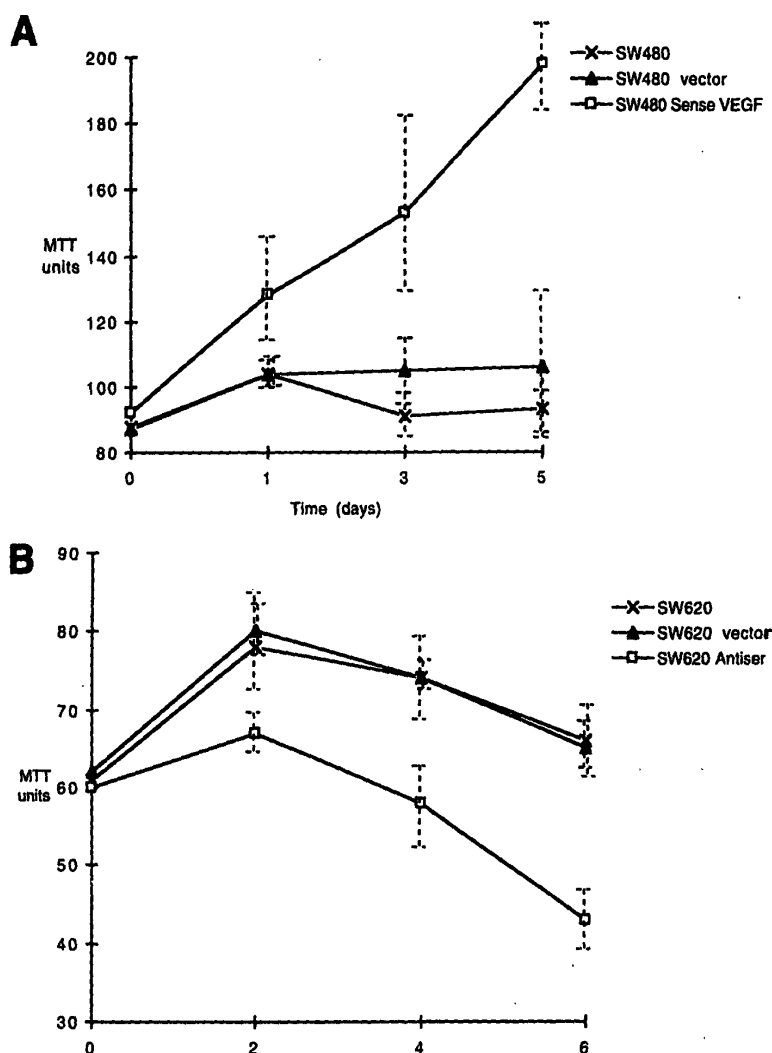 A
SW480
SW480 vector
SW480 Sense VEGF
MTT
units
200
180
160
140
120
100
80
0 1 3 5
Time (days)
B
SW620
SW620 vector
SW620 Antiser
MTT
units
90
80
70
60
50
40
30
0 2 4 6